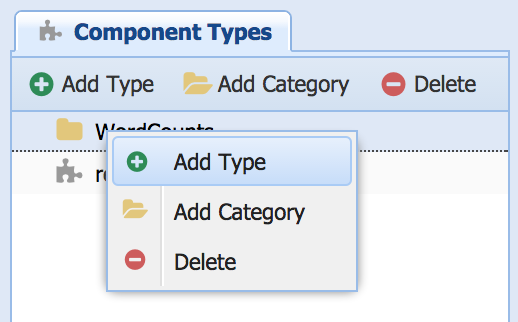 Component Types
Add Type Add Category Delete
WordCounts
Add Type
Add Category
Delete